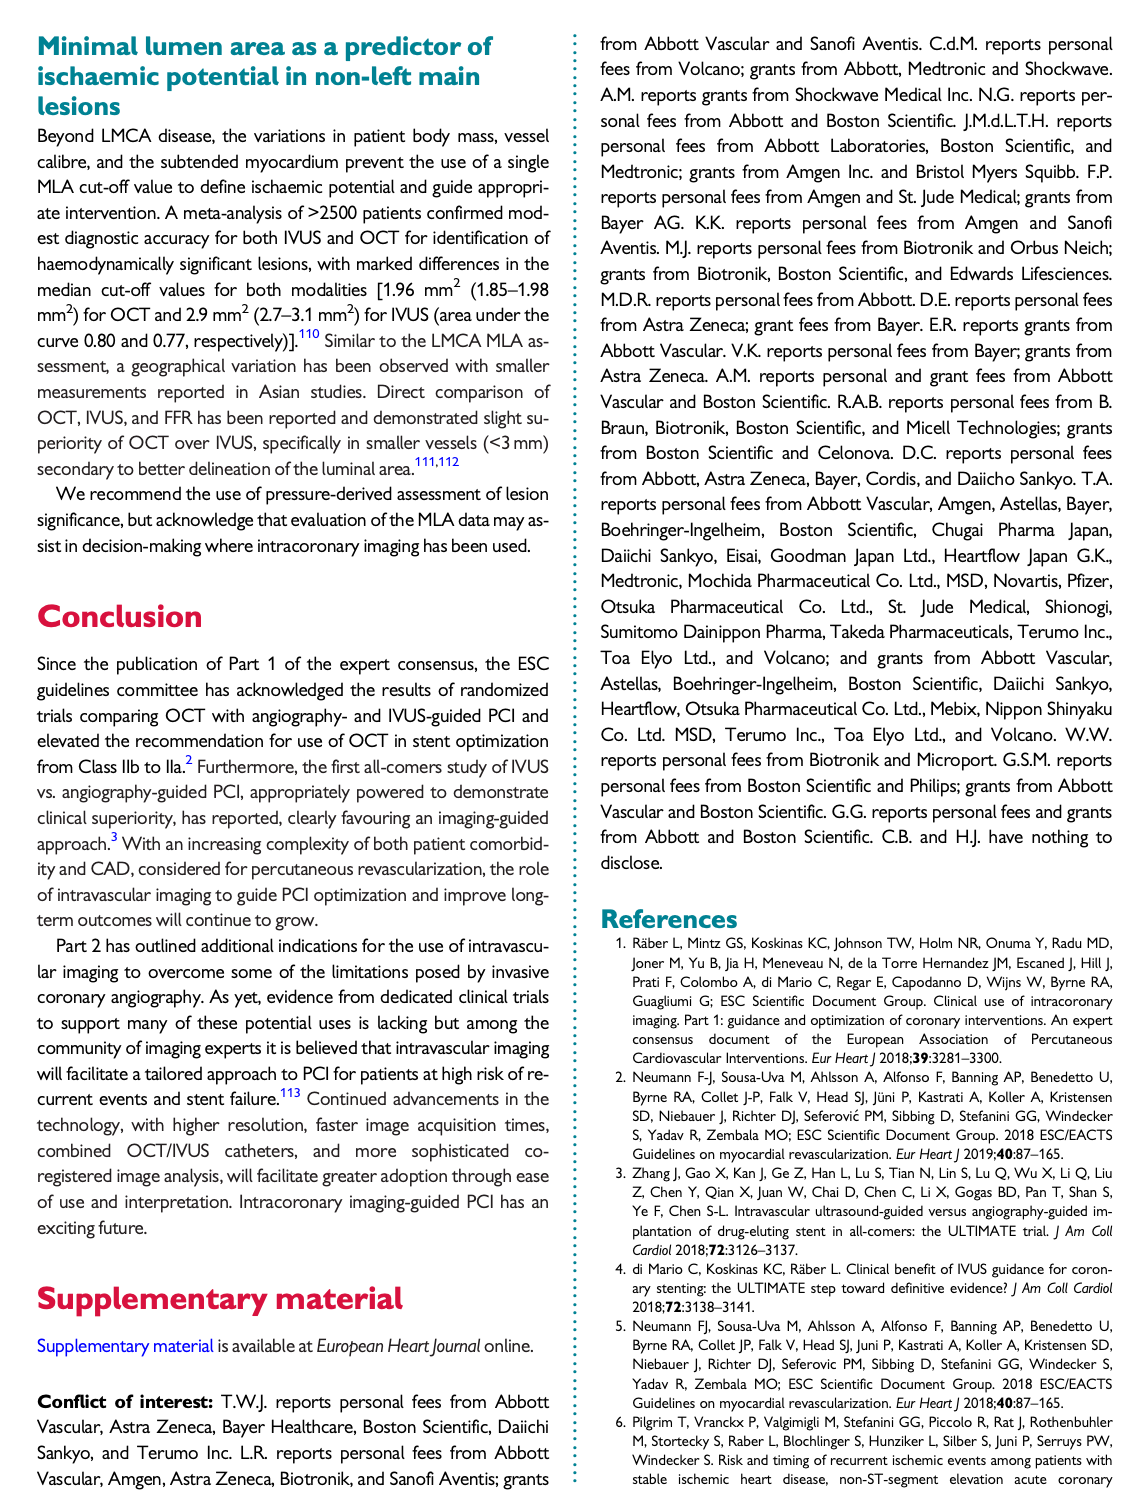 Minimal lumen area as a predictor of
ischaemic potential in non-left main
lesions
Beyond LMCA disease, the variations in patient body mass, vessel
calibre, and the subtended myocardium prevent the use of a single
MLA cut-off value to define ischaemic potential and guide appropri-
ate intervention. A meta-analysis of >2500 patients confirmed mod-
est diagnostic accuracy for both IVUS and OCT for identification of
haemodynamically significant lesions, with marked differences in the
median cut-off values for both modalities [1.96 mm² (1.85–1.98
mm²) for OCT and 2.9 mm² (2.7–3.1 mm²) for IVUS (area under the
curve 0.80 and 0.77, respectively)].110 Similar to the LMCA MLA as-
sessment, a geographical variation has been observed with smaller
measurements reported in Asian studies. Direct comparison of
OCT, IVUS, and FFR has been reported and demonstrated slight su-
periority of OCT over IVUS, specifically in smaller vessels (<3 mm)
secondary to better delineation of the luminal area.111,112
We recommend the use of pressure-derived assessment of lesion
significance, but acknowledge that evaluation of the MLA data may as-
sist in decision-making where intracoronary imaging has been used.
Conclusion
Since the publication of Part 1 of the expert consensus, the ESC
guidelines committee has acknowledged the results of randomized
trials comparing OCT with angiography- and IVUS-guided PCI and
elevated the recommendation for use of OCT in stent optimization
from Class IIb to IIa.2 Furthermore, the first all-comers study of IVUS
vs. angiography-guided PCI, appropriately powered to demonstrate
clinical superiority, has reported, clearly favouring an imaging-guided
approach.3 With an increasing complexity of both patient comorbid-
ity and CAD, considered for percutaneous revascularization, the role
of intravascular imaging to guide PCI optimization and improve long-
term outcomes will continue to grow.
Part 2 has outlined additional indications for the use of intravascu-
lar imaging to overcome some of the limitations posed by invasive
coronary angiography. As yet, evidence from dedicated clinical trials
to support many of these potential uses is lacking but among the
community of imaging experts it is believed that intravascular imaging
will facilitate a tailored approach to PCI for patients at high risk of re-
current events and stent failure.113 Continued advancements in the
technology, with higher resolution, faster image acquisition times,
combined OCT/IVUS catheters, and more sophisticated co-
registered image analysis, will facilitate greater adoption through ease
of use and interpretation. Intracoronary imaging-guided PCI has an
exciting future.
Supplementary material
Supplementary material is available at European Heart Journal online.
Conflict of interest: T.W.J. reports personal fees from Abbott
Vascular, Astra Zeneca, Bayer Healthcare, Boston Scientific, Daiichi
Sankyo, and Terumo Inc. L.R. reports personal fees from Abbott
Vascular, Amgen, Astra Zeneca, Biotronik, and Sanofi Aventis; grants
from Abbott Vascular and Sanofi Aventis. C.d.M. reports personal
fees from Volcano; grants from Abbott, Medtronic and Shockwave.
A.M. reports grants from Shockwave Medical Inc. N.G. reports per-
sonal fees from Abbott and Boston Scientific. J.M.d.L.T.H. reports
personal fees from Abbott Laboratories, Boston Scientific, and
Medtronic; grants from Amgen Inc. and Bristol Myers Squibb. F.P.
reports personal fees from Amgen and St. Jude Medical; grants from
Bayer AG. K.K. reports personal fees from Amgen and Sanofi
Aventis. M.J. reports personal fees from Biotronik and Orbus Neich;
grants from Biotronik, Boston Scientific, and Edwards Lifesciences.
M.D.R. reports personal fees from Abbott. D.E. reports personal fees
from Astra Zeneca; grant fees from Bayer. E.R. reports grants from
Abbott Vascular. V.K. reports personal fees from Bayer; grants from
Astra Zeneca. A.M. reports personal and grant fees from Abbott
Vascular and Boston Scientific. R.A.B. reports personal fees from B.
Braun, Biotronik, Boston Scientific, and Micell Technologies; grants
from Boston Scientific and Celonova. D.C. reports personal fees
from Abbott, Astra Zeneca, Bayer, Cordis, and Daiicho Sankyo. T.A.
reports personal fees from Abbott Vascular, Amgen, Astellas, Bayer,
Boehringer-Ingelheim, Boston Scientific, Chugai Pharma Japan,
Daiichi Sankyo, Eisai, Goodman Japan Ltd., Heartflow Japan G.K.,
Medtronic, Mochida Pharmaceutical Co. Ltd., MSD, Novartis, Pfizer,
Otsuka Pharmaceutical Co. Ltd., St. Jude Medical, Shionogi,
Sumitomo Dainippon Pharma, Takeda Pharmaceuticals, Terumo Inc.,
Toa Elyo Ltd., and Volcano; and grants from Abbott Vascular,
Astellas, Boehringer-Ingelheim, Boston Scientific, Daiichi Sankyo,
Heartflow, Otsuka Pharmaceutical Co. Ltd., Mebix, Nippon Shinyaku
Co. Ltd. MSD, Terumo Inc., Toa Elyo Ltd., and Volcano. W.W.
reports personal fees from Biotronik and Microport. G.S.M. reports
personal fees from Boston Scientific and Philips; grants from Abbott
Vascular and Boston Scientific. G.G. reports personal fees and grants
from Abbott and Boston Scientific. C.B. and H.J. have nothing to
disclose.
References
1. Räber L, Mintz GS, Koskinas KC, Johnson TW, Holm NR, Onuma Y, Radu MD,
Joner M, Yu B, Jia H, Meneveau N, de la Torre Hernandez JM, Escaned J, Hill J,
Prati F, Colombo A, di Mario C, Regar E, Capodanno D, Wijns W, Byrne RA,
Guagliumi G; ESC Scientific Document Group. Clinical use of intracoronary
imaging. Part 1: guidance and optimization of coronary interventions. An expert
consensus document of the European Association of Percutaneous
Cardiovascular Interventions. Eur Heart J 2018;39:3281–3300.
2. Neumann F-J, Sousa-Uva M, Ahlsson A, Alfonso F, Banning AP, Benedetto U,
Byrne RA, Collet J-P, Falk V, Head SJ, Jüni P, Kastrati A, Koller A, Kristensen
SD, Niebauer J, Richter DJ, Seferović PM, Sibbing D, Stefanini GG, Windecker
S, Yadav R, Zembala MO; ESC Scientific Document Group. 2018 ESC/EACTS
Guidelines on myocardial revascularization. Eur Heart J 2019;40:87–165.
3. Zhang J, Gao X, Kan J, Ge Z, Han L, Lu S, Tian N, Lin S, Lu Q, Wu X, Li Q, Liu
Z, Chen Y, Qian X, Juan W, Chai D, Chen C, Li X, Gogas BD, Pan T, Shan S,
Ye F, Chen S-L. Intravascular ultrasound-guided versus angiography-guided im-
plantation of drug-eluting stent in all-comers: the ULTIMATE trial. J Am Coll
Cardiol 2018;72:3126–3137.
4. di Mario C, Koskinas KC, Räber L. Clinical benefit of IVUS guidance for coron-
ary stenting: the ULTIMATE step toward definitive evidence? J Am Coll Cardiol
2018;72:3138–3141.
5. Neumann FJ, Sousa-Uva M, Ahlsson A, Alfonso F, Banning AP, Benedetto U,
Byrne RA, Collet JP, Falk V, Head SJ, Juni P, Kastrati A, Koller A, Kristensen SD,
Niebauer J, Richter DJ, Seferovic PM, Sibbing D, Stefanini GG, Windecker S,
Yadav R, Zembala MO; ESC Scientific Document Group. 2018 ESC/EACTS
Guidelines on myocardial revascularization. Eur Heart J 2018;40:87–165.
6. Pilgrim T, Vranckx P, Valgimigli M, Stefanini GG, Piccolo R, Rat J, Rothenbuhler
M, Stortecky S, Raber L, Blochlinger S, Hunziker L, Silber S, Juni P, Serruys PW,
Windecker S. Risk and timing of recurrent ischemic events among patients with
stable ischemic heart disease, non-ST-segment elevation acute coronary